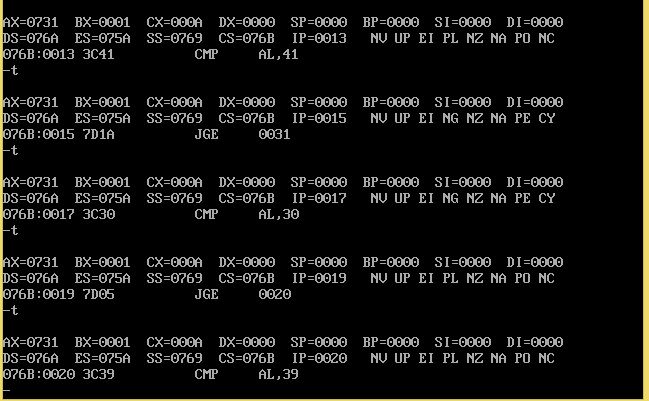 AX=0731  BX=0001  CX=000A  DX=0000  SP=0000  BP=0000  SI=0000  DI=0000
DS=076A  ES=075A  SS=0769  CS=076B  IP=0013   NV UP EI PL NZ NA PO NC
076B:0013 3C41          CMP     AL,41
-t
AX=0731  BX=0001  CX=000A  DX=0000  SP=0000  BP=0000  SI=0000  DI=0000
DS=076A  ES=075A  SS=0769  CS=076B  IP=0015   NV UP EI NG NZ NA PE CY
076B:0015 7D1A          JGE     0031
-t
AX=0731  BX=0001  CX=000A  DX=0000  SP=0000  BP=0000  SI=0000  DI=0000
DS=076A  ES=075A  SS=0769  CS=076B  IP=0017   NV UP EI NG NZ NA PE CY
076B:0017 3C30          CMP     AL,30
-t
AX=0731  BX=0001  CX=000A  DX=0000  SP=0000  BP=0000  SI=0000  DI=0000
DS=076A  ES=075A  SS=0769  CS=076B  IP=0019   NV UP EI PL NZ NA PO NC
076B:0019 7D05          JGE     0020
-t
AX=0731  BX=0001  CX=000A  DX=0000  SP=0000  BP=0000  SI=0000  DI=0000
DS=076A  ES=075A  SS=0769  CS=076B  IP=0020   NV UP EI PL NZ NA PO NC
076B:0020 3C39          CMP     AL,39
-